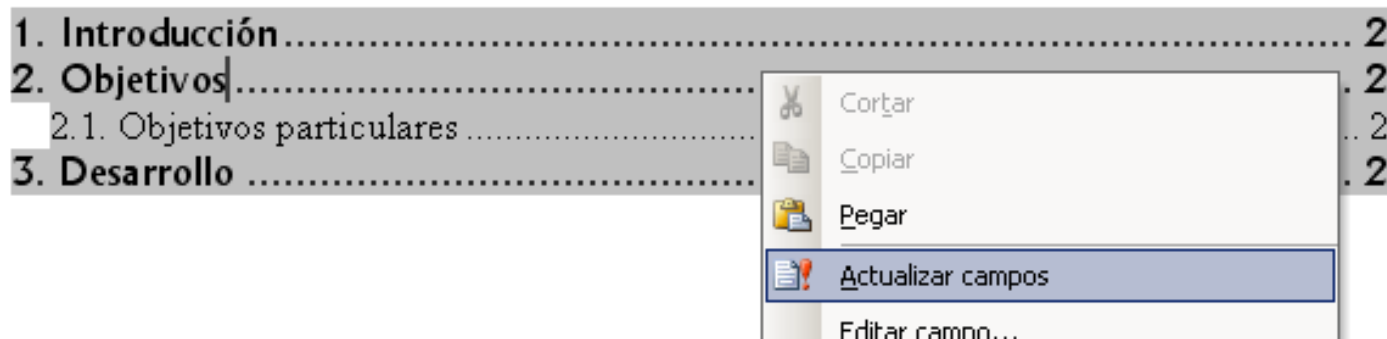 1. Introducción........................................................................ 2
2. Objetivos........................................ . 2
2.1. Objetivos particulares ........................................ .. 2
3. Desarrollo ........................................ . 2
Cortar
Copiar
Pegar
Actualizar campos
Editar campo...